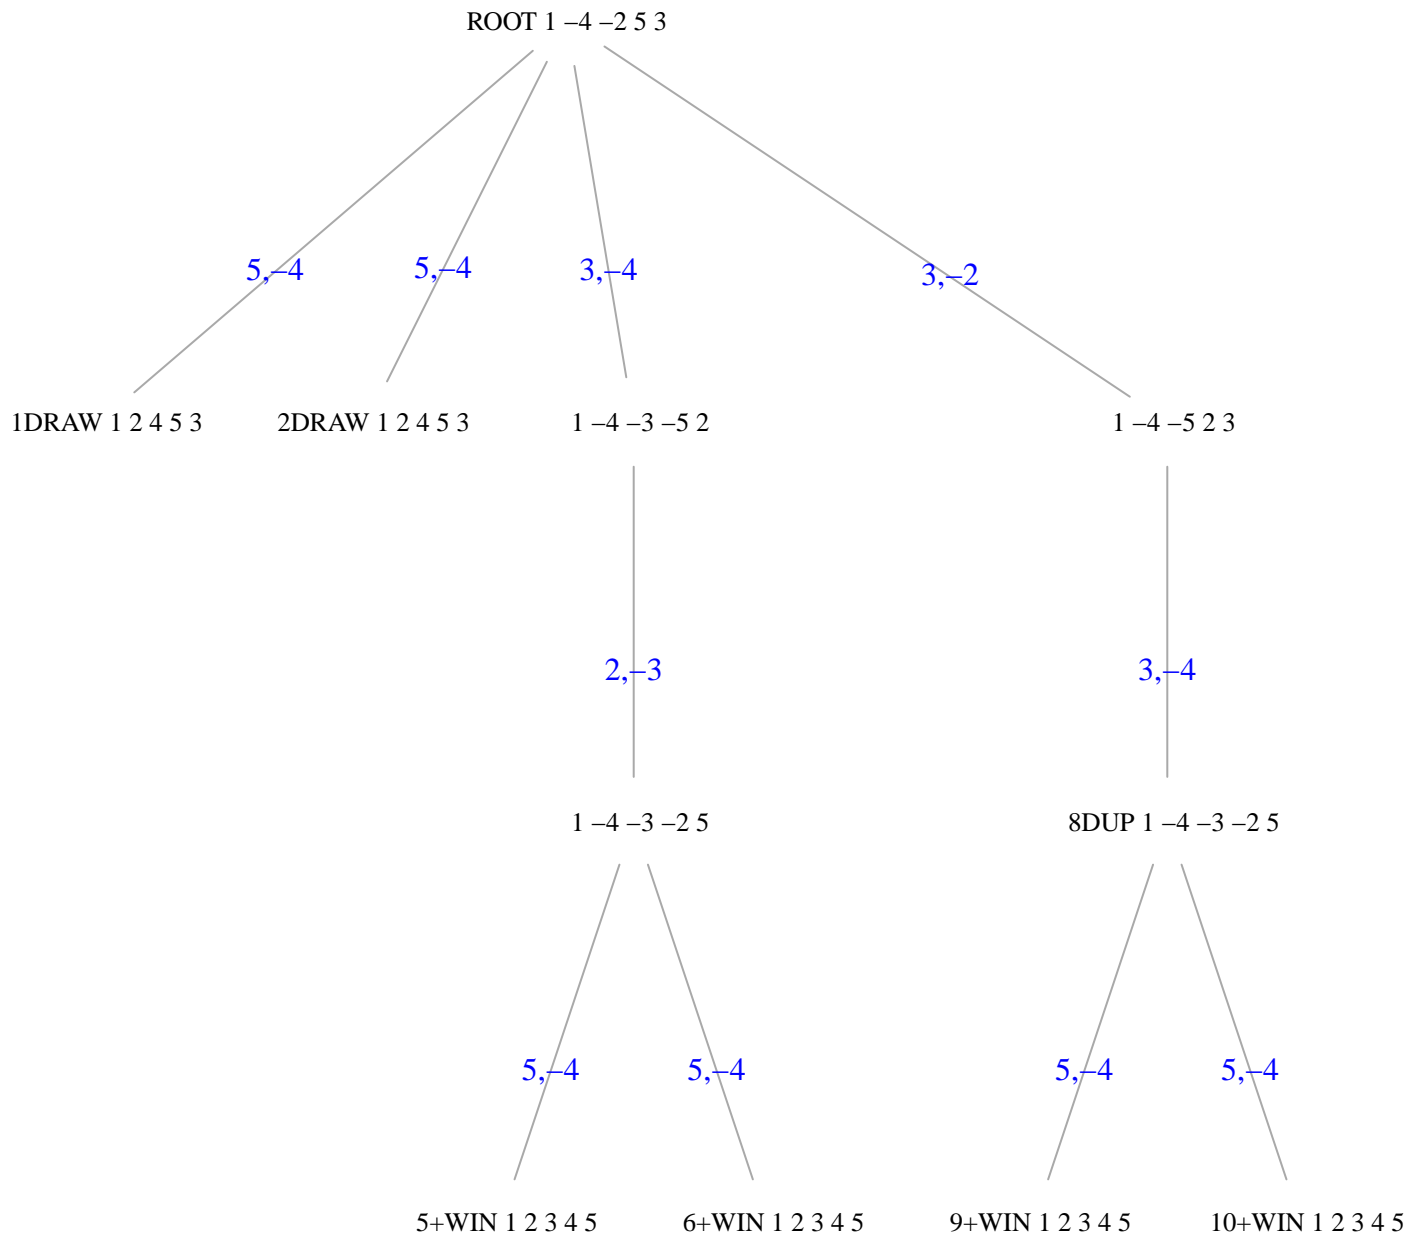 ROOT 1 –4 –2 5 3
5,–4 5,–4 3,–4 3,–2
1DRAW 1 2 4 5 3 2DRAW 1 2 4 5 3 1 –4 –3 –5 2 1 –4 –5 2 3
2,–3 3,–4
1 –4 –3 –2 5 8DUP 1 –4 –3 –2 5
5,–4 5,–4 5,–4 5,–4
5+WIN 1 2 3 4 5 6+WIN 1 2 3 4 5 9+WIN 1 2 3 4 5 10+WIN 1 2 3 4 5